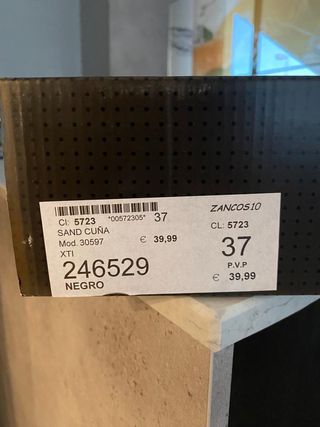 Cl: 5723 *00572305* 37
SAND CUÑA
Mod. 30597 € 39,99
XTI
246529
NEGRO
ZANCOS10
CL: 5723
37
P.V.P
€ 39,99